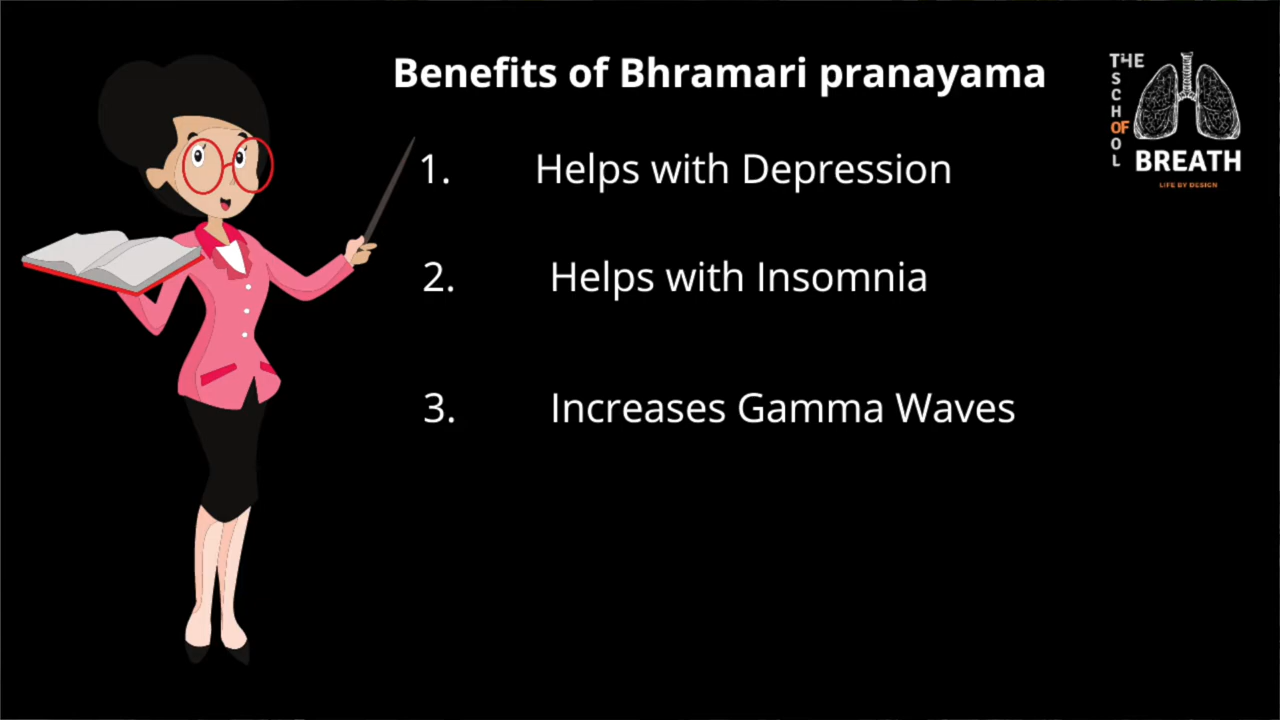 Benefits of Bhramari pranayama
1. Helps with Depression
2. Helps with Insomnia
3. Increases Gamma Waves
THE SCHOOL OF BREATH
LIFE BY DESIGN